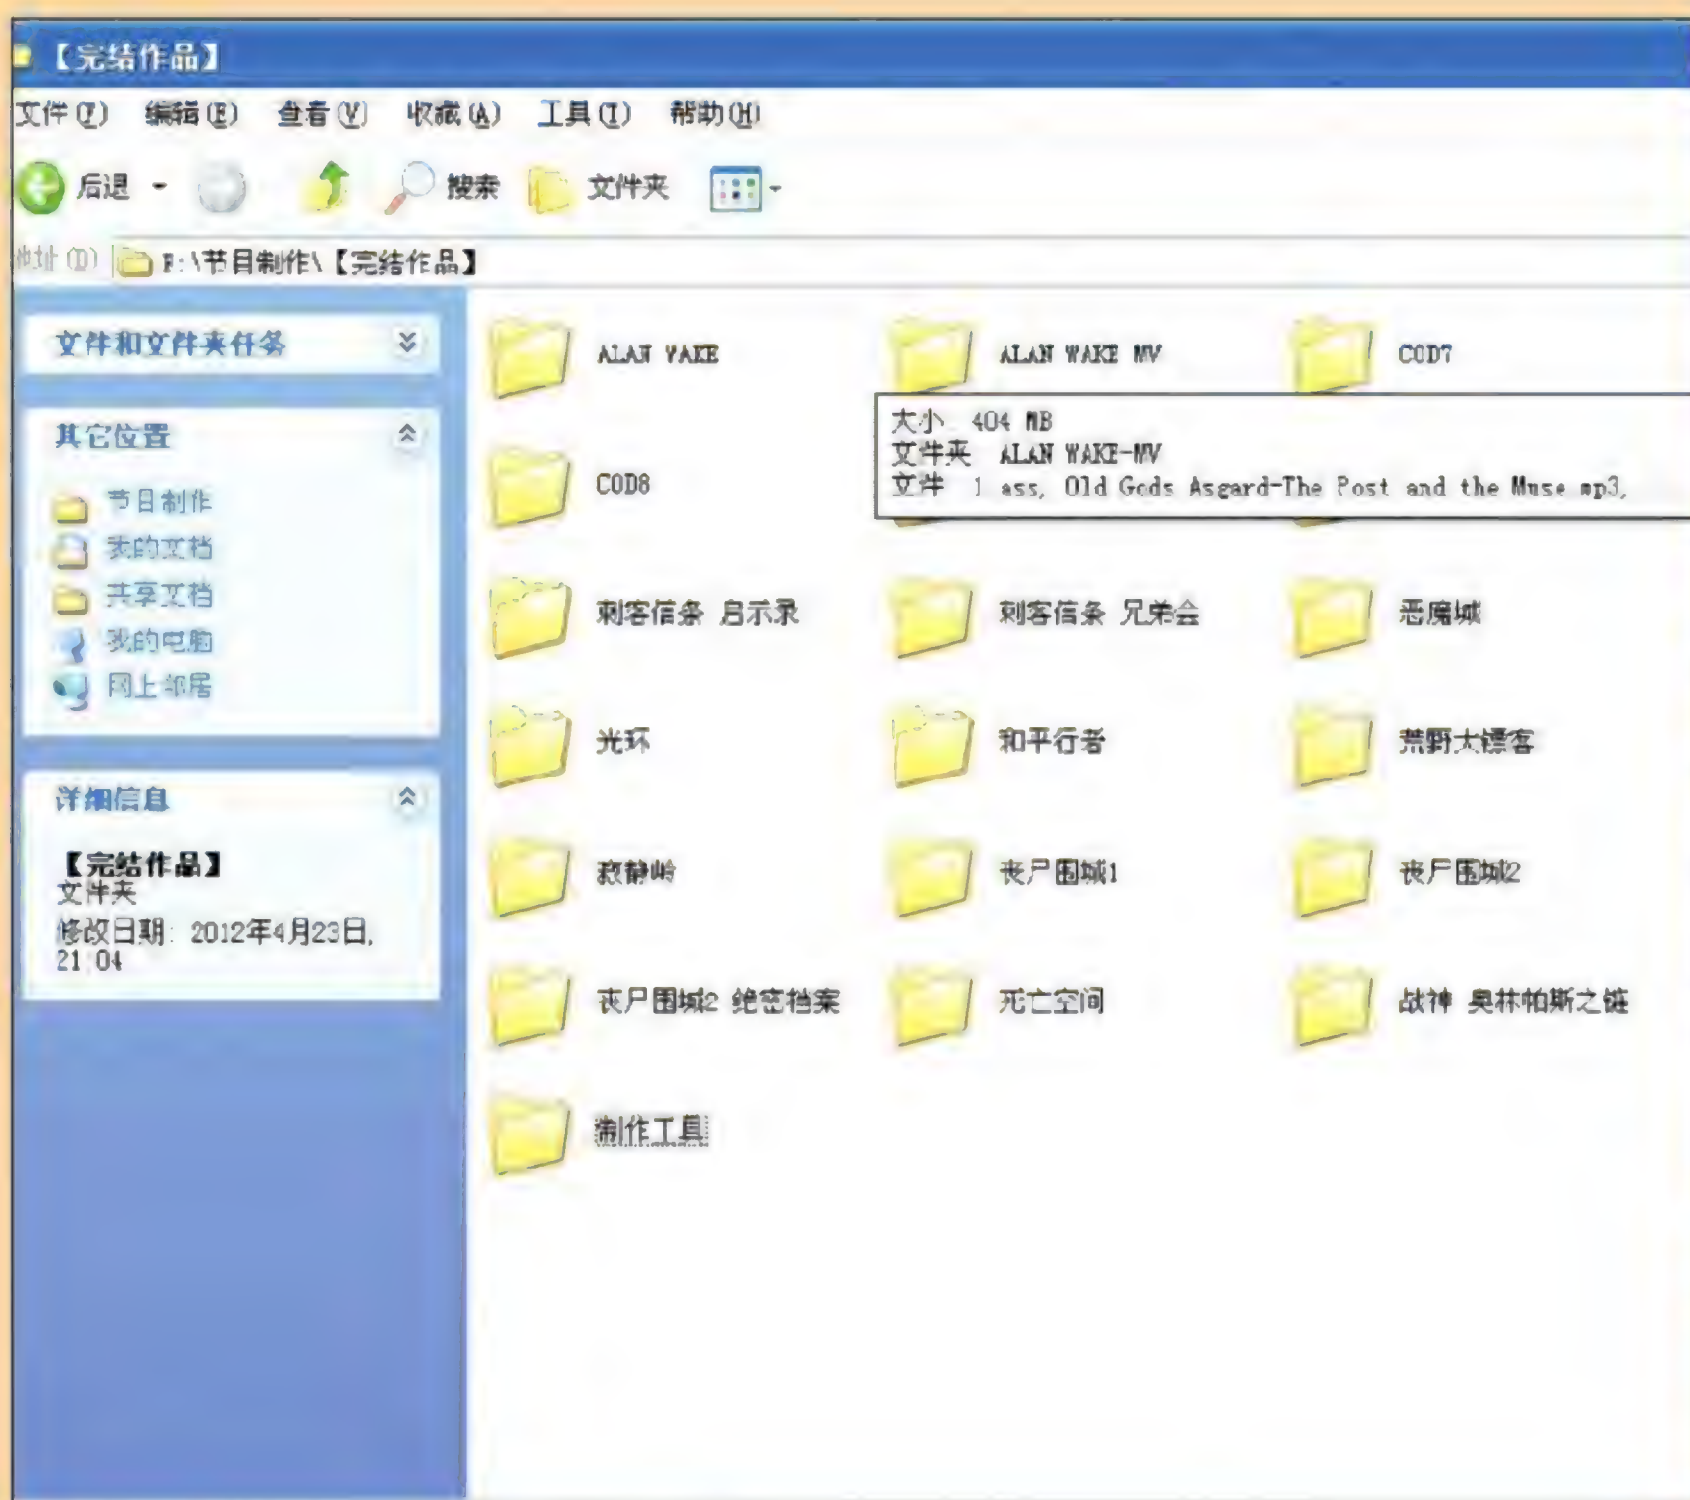 【完结作品】
文件(F) 编辑(E) 查看(V) 收藏(A) 工具(T) 帮助(H)
后退 搜索 文件夹
地址(D) F:\节目制作\【完结作品】
文件和文件夹任务
其它位置
节目制作
我的文档
共享文档
我的电脑
网上邻居
详细信息
【完结作品】
文件夹
修改日期: 2012年4月23日,
21:04
ALAN WAKE ALAN WAKE MV COD7
大小: 404 MB
文件夹: ALAN WAKE-MV
文件: 1.ass, Old Gods Asgard-The Post and the Muse.mp3,
COD8
刺客信条 启示录 刺客信条 兄弟会 恶魔城
光环 和平行者 荒野大镖客
寂静岭 丧尸围城1 丧尸围城2
丧尸围城2 绝密档案 死亡空间 战神 奥林帕斯之链
制作工具